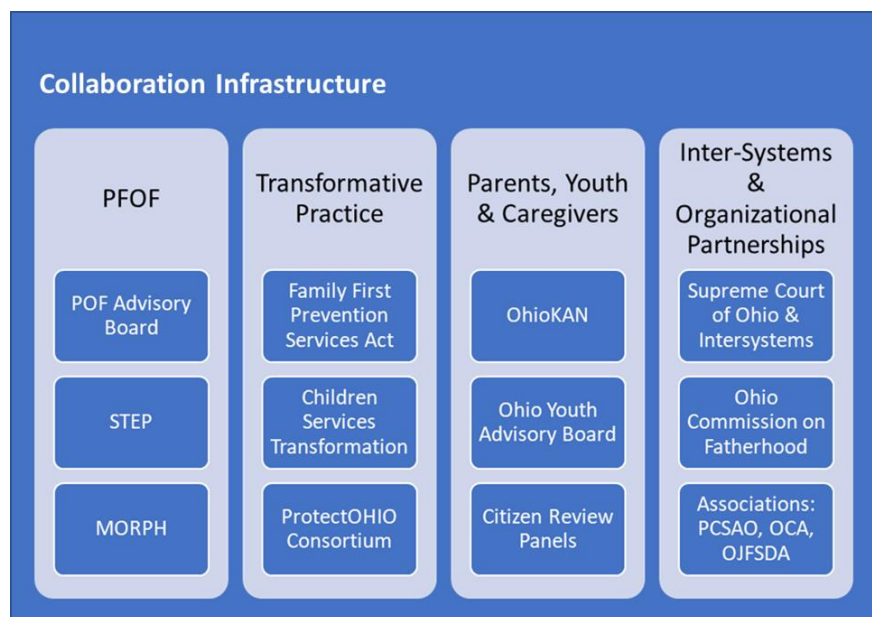 Collaboration Infrastructure
PFOF
POF Advisory
Board
STEP
MORPH
Transformative
Practice
Family First
Prevention
Services Act
Children
Services
Transformation
ProtectOHIO
Consortium
Parents, Youth
& Caregivers
OhioKAN
Ohio Youth
Advisory Board
Citizen Review
Panels
Inter-Systems
&
Organizational
Partnerships
Supreme Court
of Ohio &
Intersystems
Ohio
Commission on
Fatherhood
Associations:
PCSAO, OCA,
OJFSDA